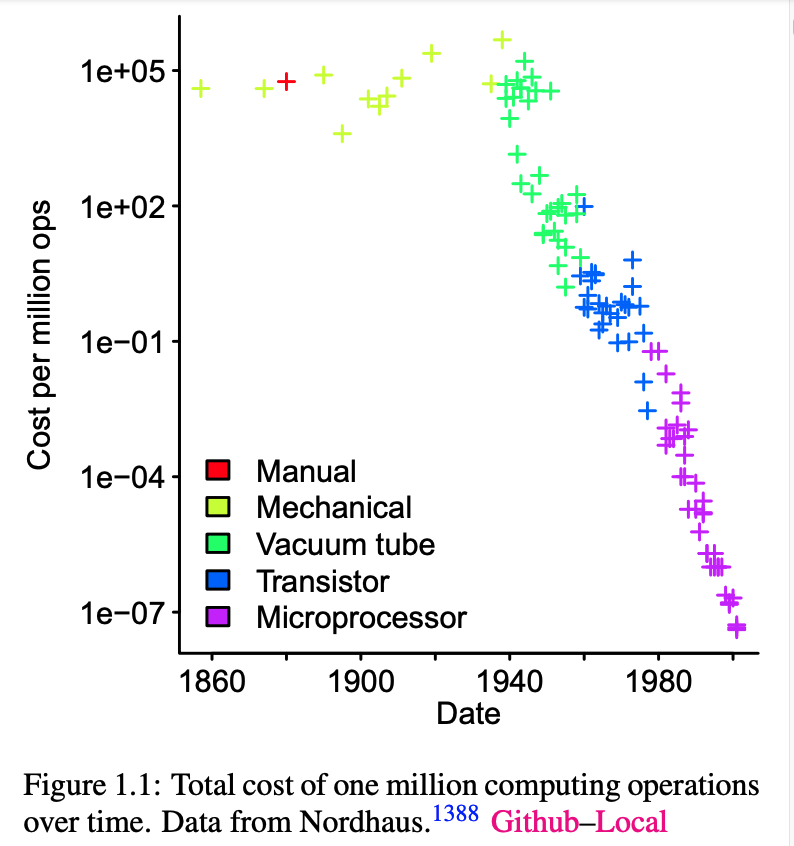 Cost per million ops
1e+05
1e+02
1e−01
1e−04
1e−07
Manual
Mechanical
Vacuum tube
Transistor
Microprocessor
1860 1900 1940 1980
Date
Figure 1.1: Total cost of one million computing operations
over time. Data from Nordhaus.1388 Github–Local